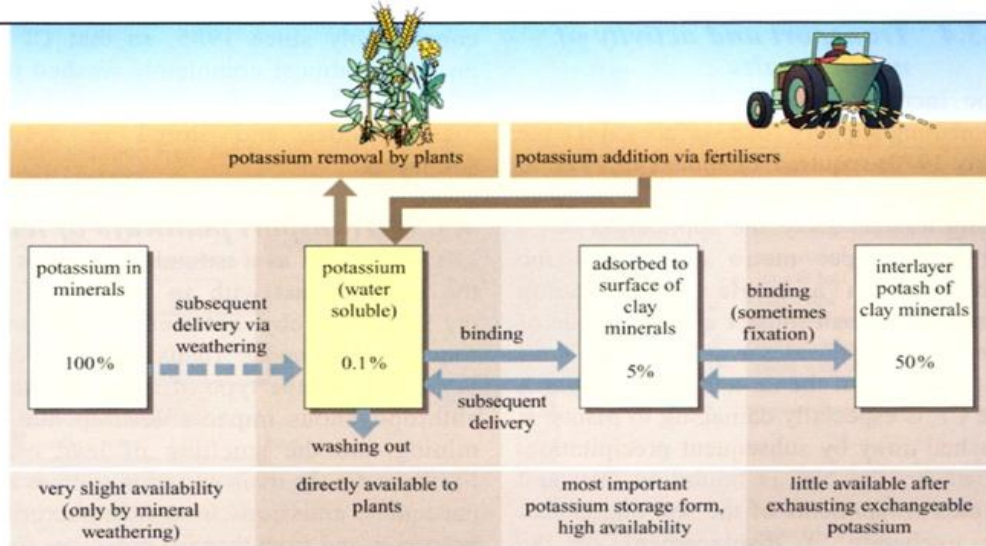 potassium removal by plants
potassium addition via fertilisers
potassium in
minerals
100%
subsequent
delivery via
weathering
potassium
(water
soluble)
0.1%
binding
subsequent
delivery
washing out
adsorbed to
surface of
clay
minerals
5%
binding
(sometimes
fixation)
interlayer
potash of
clay minerals
50%
very slight availability
(only by mineral
weathering)
directly available to
plants
most important
potassium storage form,
high availability
little available after
exhausting exchangeable
potassium